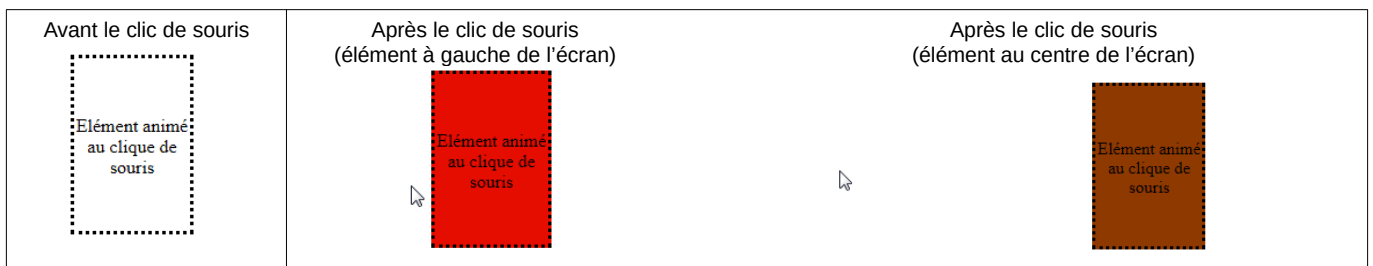 Avant le clic de souris
Elément animé
au clique de
souris
Après le clic de souris
(élément à gauche de l’écran)
Elément animé
au clique de
souris
Après le clic de souris
(élément au centre de l’écran)
Elément animé
au clique de
souris